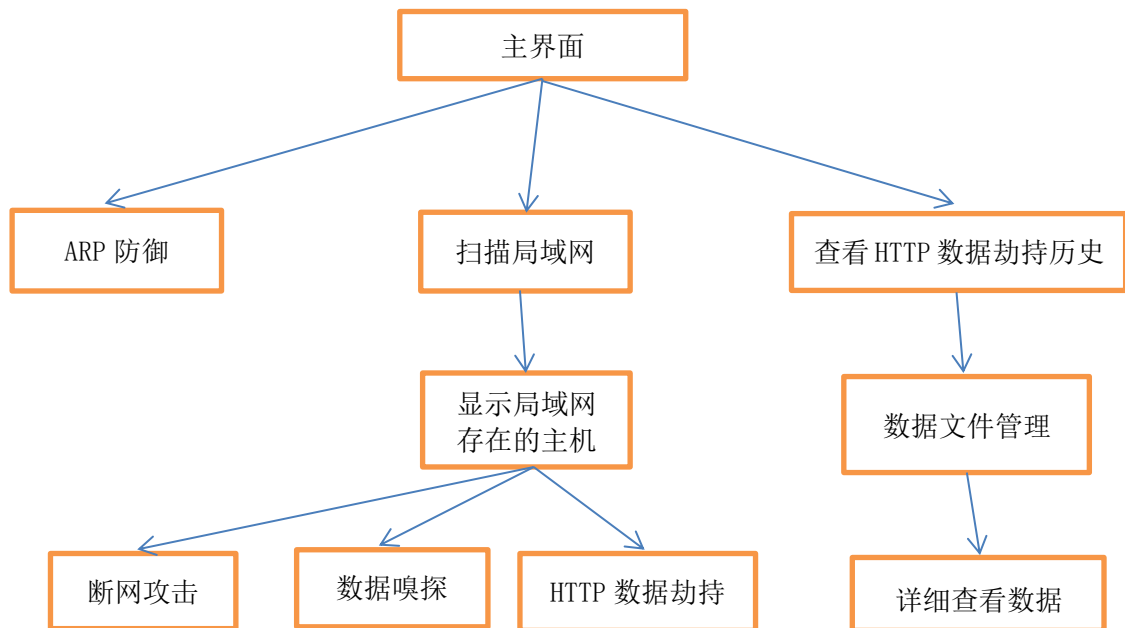 主界面
ARP 防御
扫描局域网
查看 HTTP 数据劫持历史
显示局域网
存在的主机
数据文件管理
断网攻击
数据嗅探
HTTP 数据劫持
详细查看数据